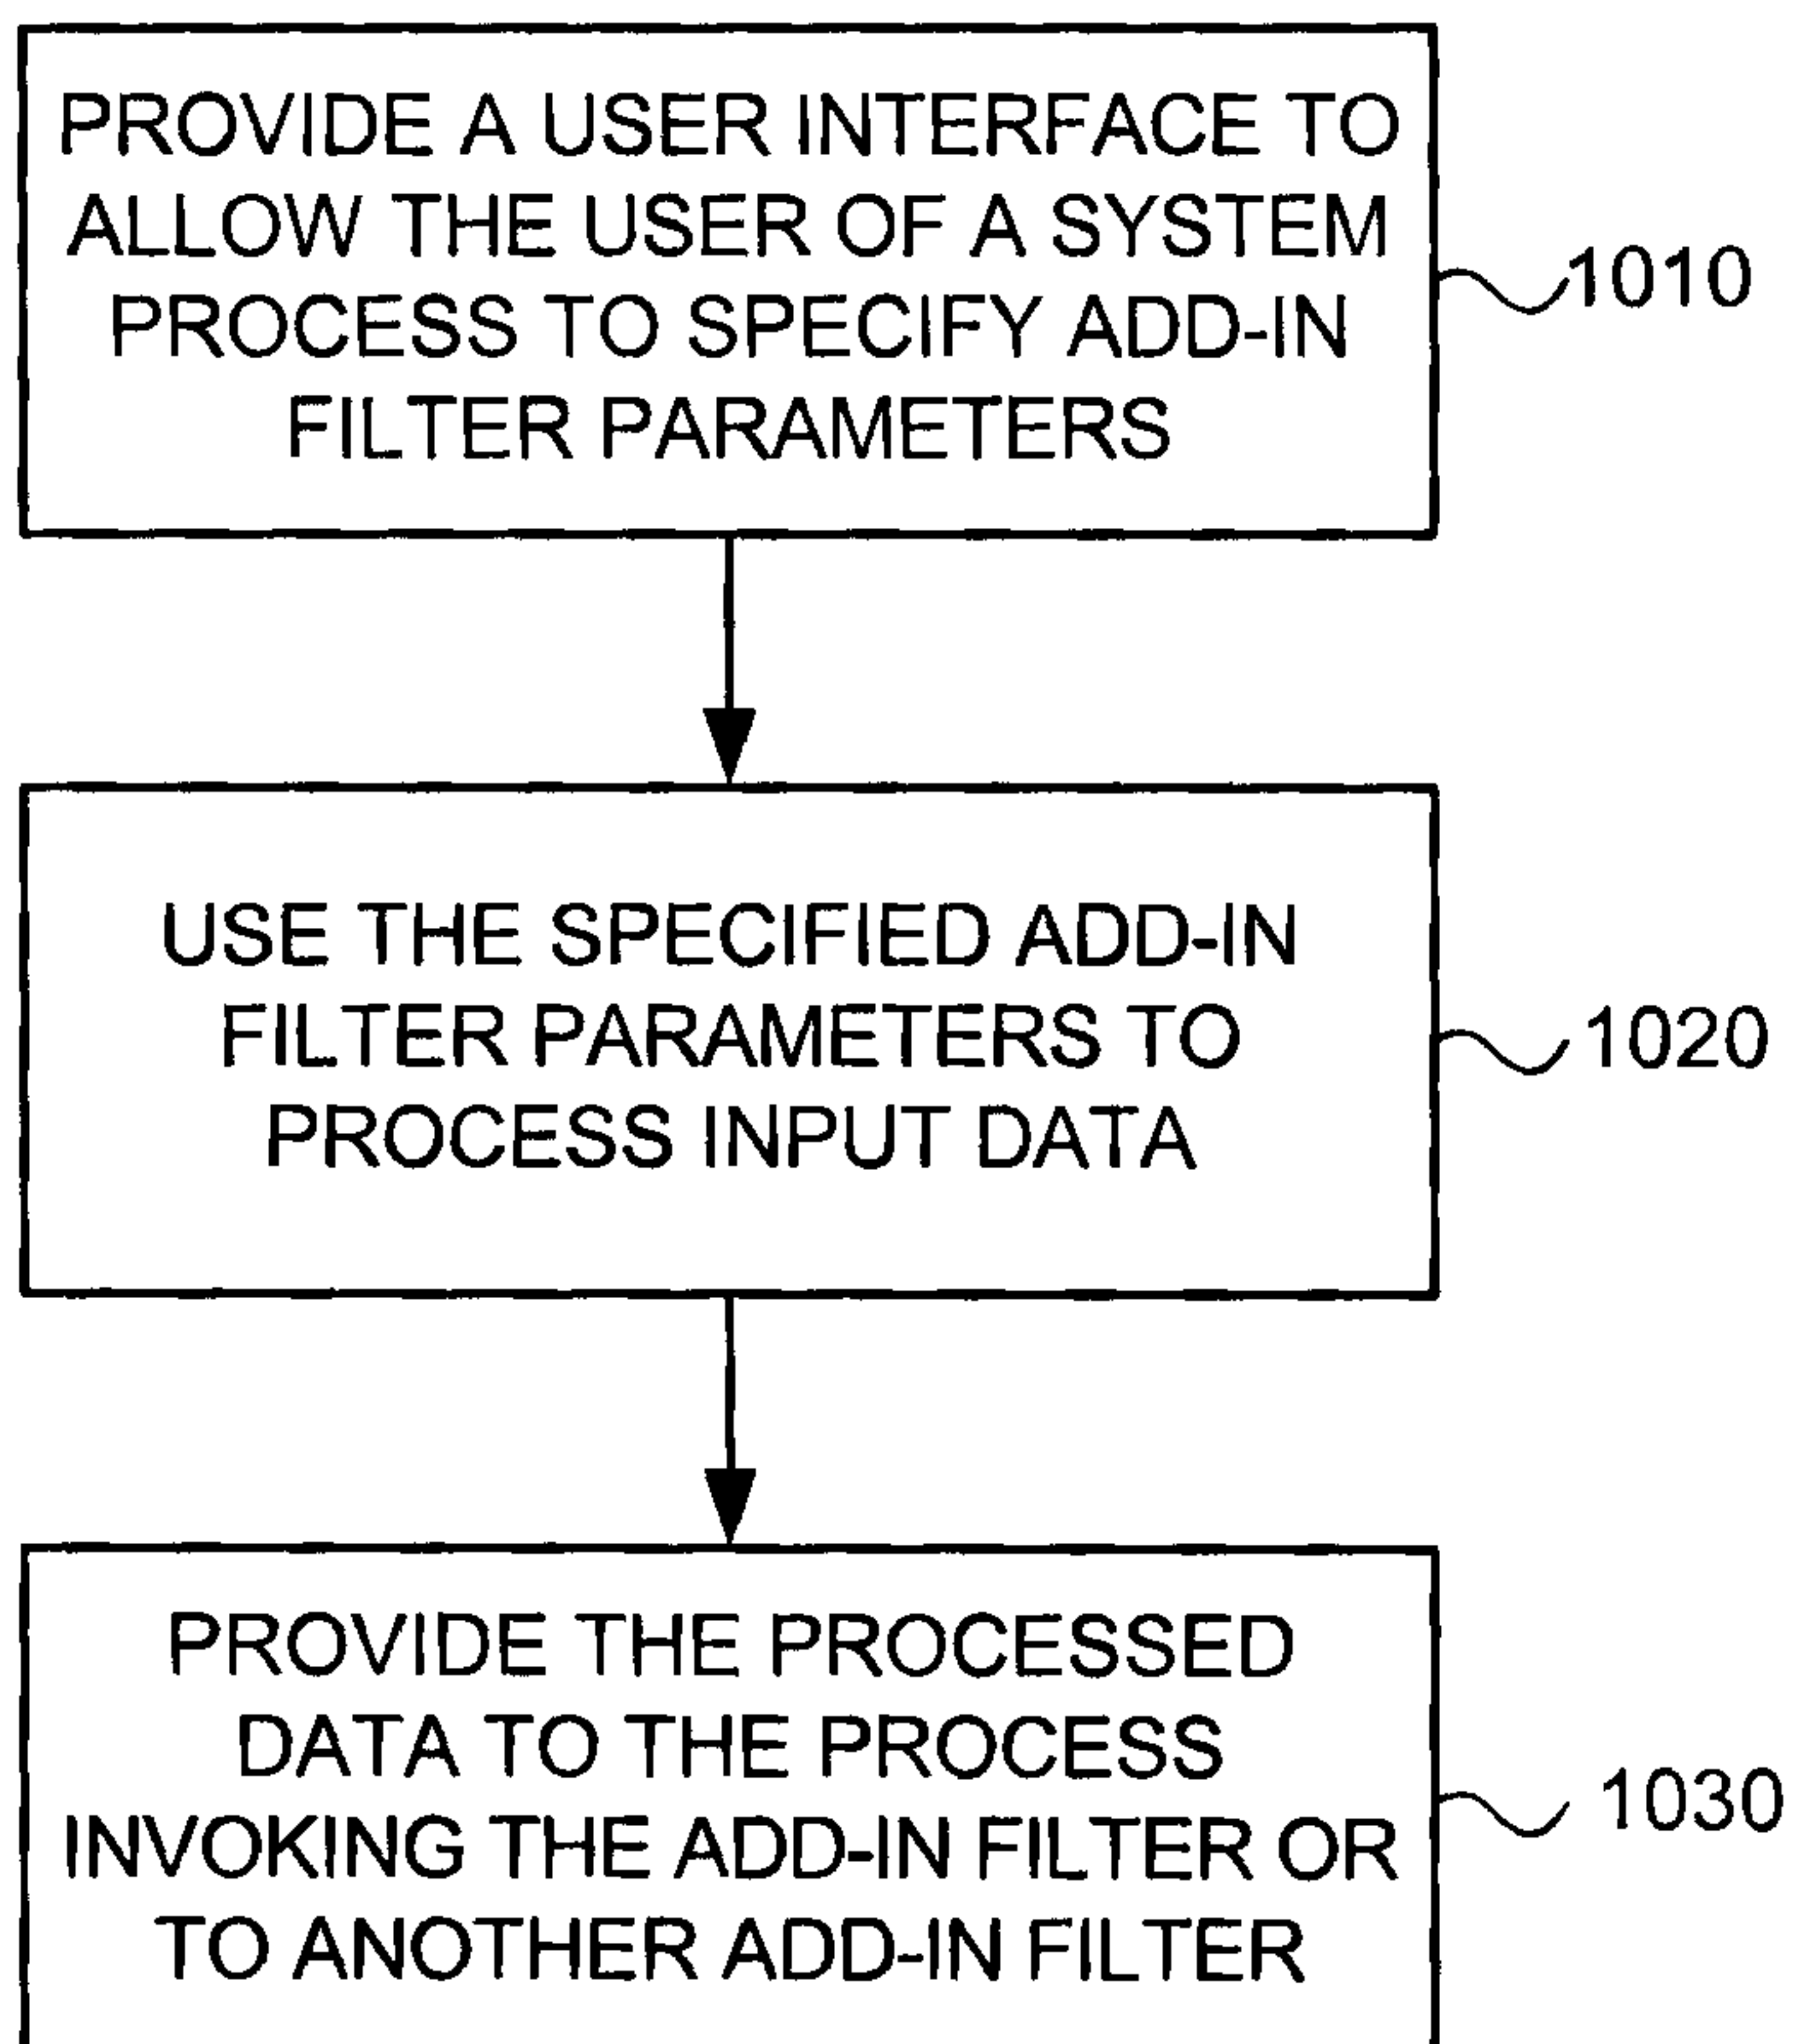 PROVIDE A USER INTERFACE TO
ALLOW THE USER OF A SYSTEM
PROCESS TO SPECIFY ADD-IN
FILTER PARAMETERS
1010
USE THE SPECIFIED ADD-IN
FILTER PARAMETERS TO
PROCESS INPUT DATA
1020
PROVIDE THE PROCESSED
DATA TO THE PROCESS
INVOKING THE ADD-IN FILTER OR
TO ANOTHER ADD-IN FILTER
1030